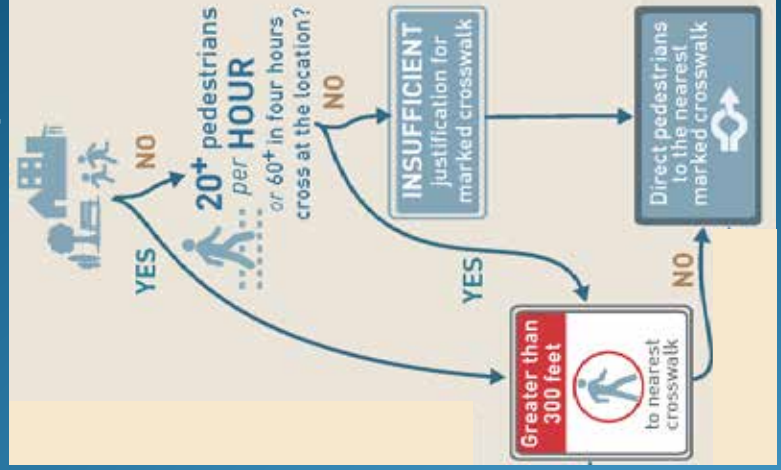 YES
NO
20+ pedestrians
per HOUR
or 60+ in four hours
cross at the location?
YES
NO
INSUFFICIENT
justification for
marked crosswalk
Greater than
300 feet
to nearest
crosswalk
NO
Direct pedestrians
to the nearest
marked crosswalk